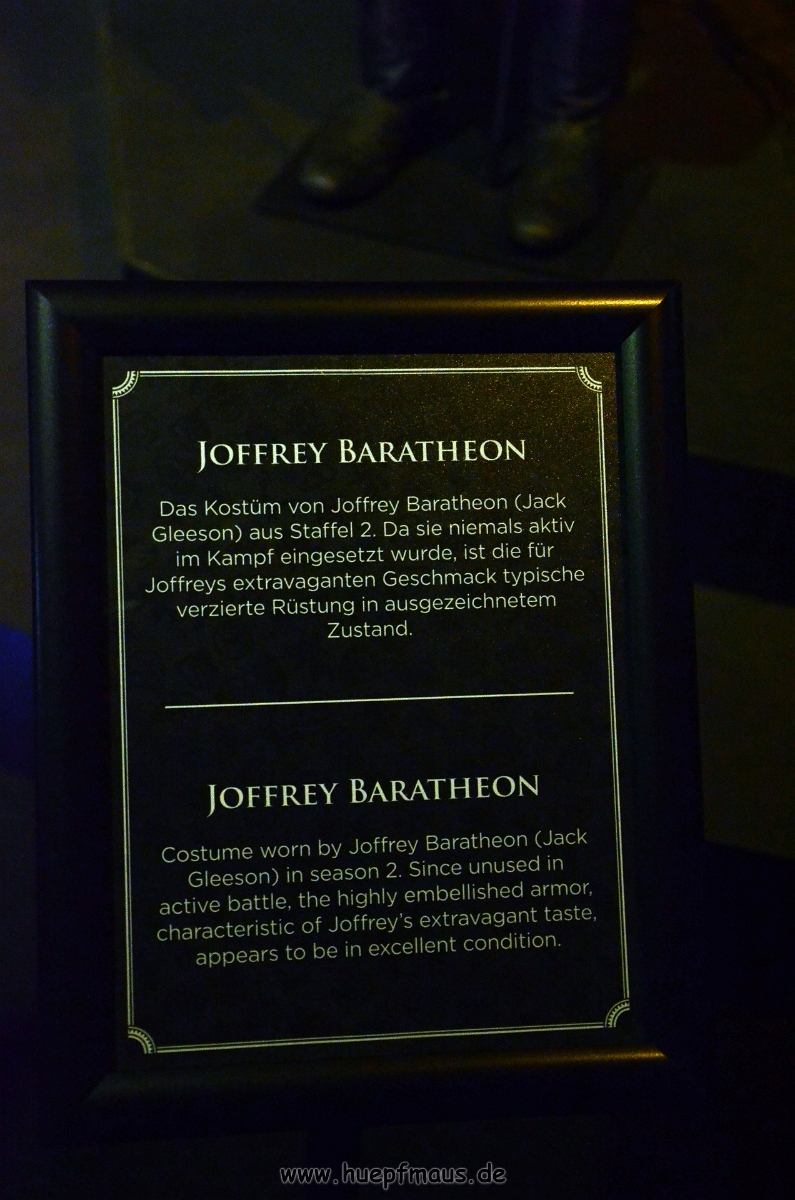 JOFFREY BARATHEON
Das Kostüm von Joffrey Baratheon (Jack
Gleeson) aus Staffel 2. Da sie niemals aktiv
im Kampf eingesetzt wurde, ist die für
Joffreys extravaganten Geschmack typische
verzierte Rüstung in ausgezeichnetem
Zustand.
JOFFREY BARATHEON
Costume worn by Joffrey Baratheon (Jack
Gleeson) in season 2. Since unused in
active battle, the highly embellished armor,
characteristic of Joffrey's extravagant taste,
appears to be in excellent condition.
www.huepfmaus.de